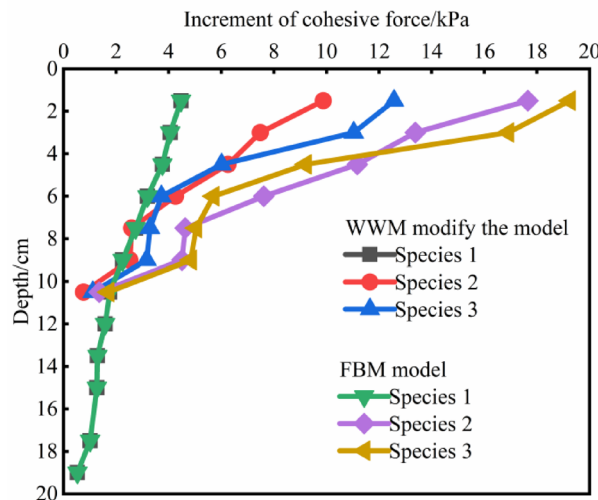 Increment of cohesive force/kPa
0 2 4 6 8 10 12 14 16 18 20
0
2
4
6
8
10
12
14
16
18
20
Depth/cm
WWM modify the model
Species 1
Species 2
Species 3
FBM model
Species 1
Species 2
Species 3